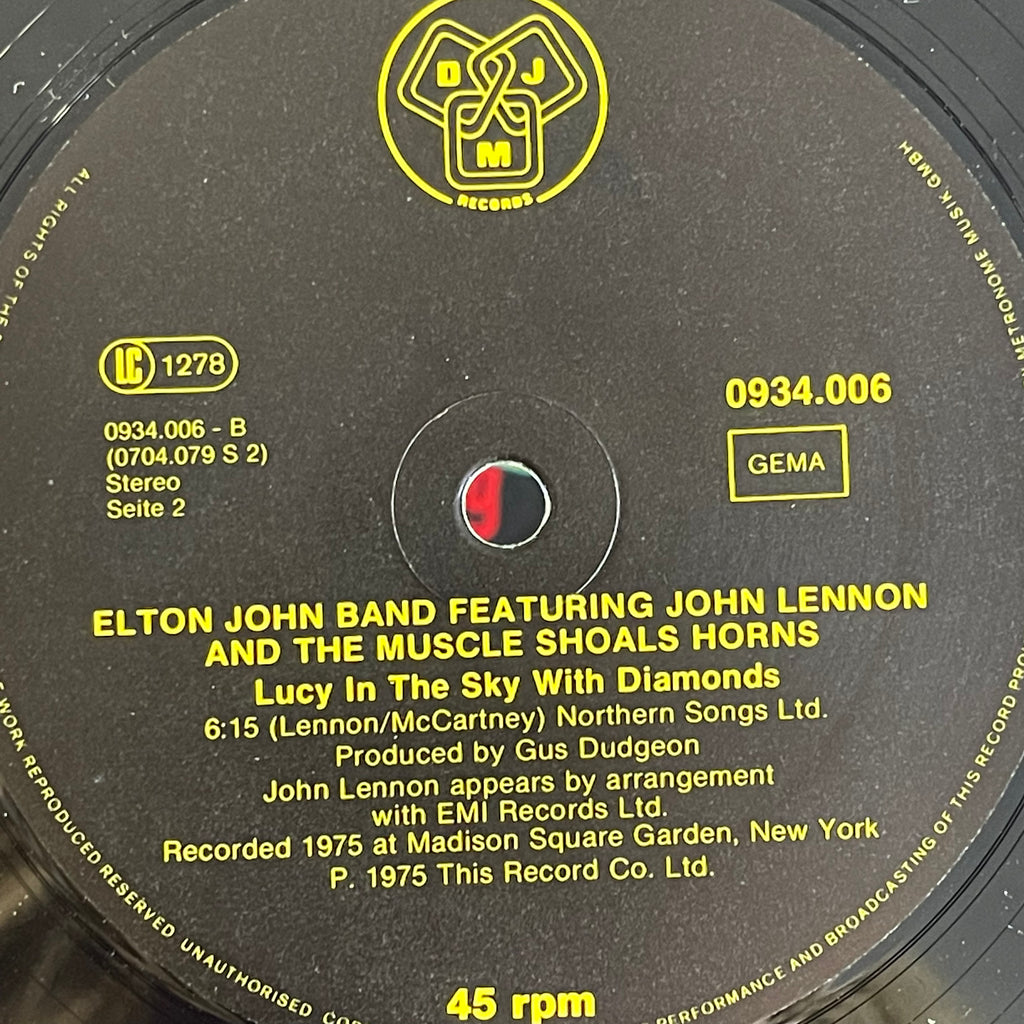 D J
M
RECORDS
LC 1278
0934.006 - B
(0704.079 S 2)
Stereo
Seite 2
0934.006
GEMA
ELTON JOHN BAND FEATURING JOHN LENNON
AND THE MUSCLE SHOALS HORNS
Lucy In The Sky With Diamonds
6:15 (Lennon/McCartney) Northern Songs Ltd.
Produced by Gus Dudgeon
John Lennon appears by arrangement
with EMI Records Ltd.
Recorded 1975 at Madison Square Garden, New York
P. 1975 This Record Co. Ltd.
45 rpm
ALL RIGHTS OF THE
WORK REPRODUCED RESERVED UNAUTHORISED
PERFORMANCE AND BROADCASTING OF THIS RECORD
METRONOME MUSIK GMBH